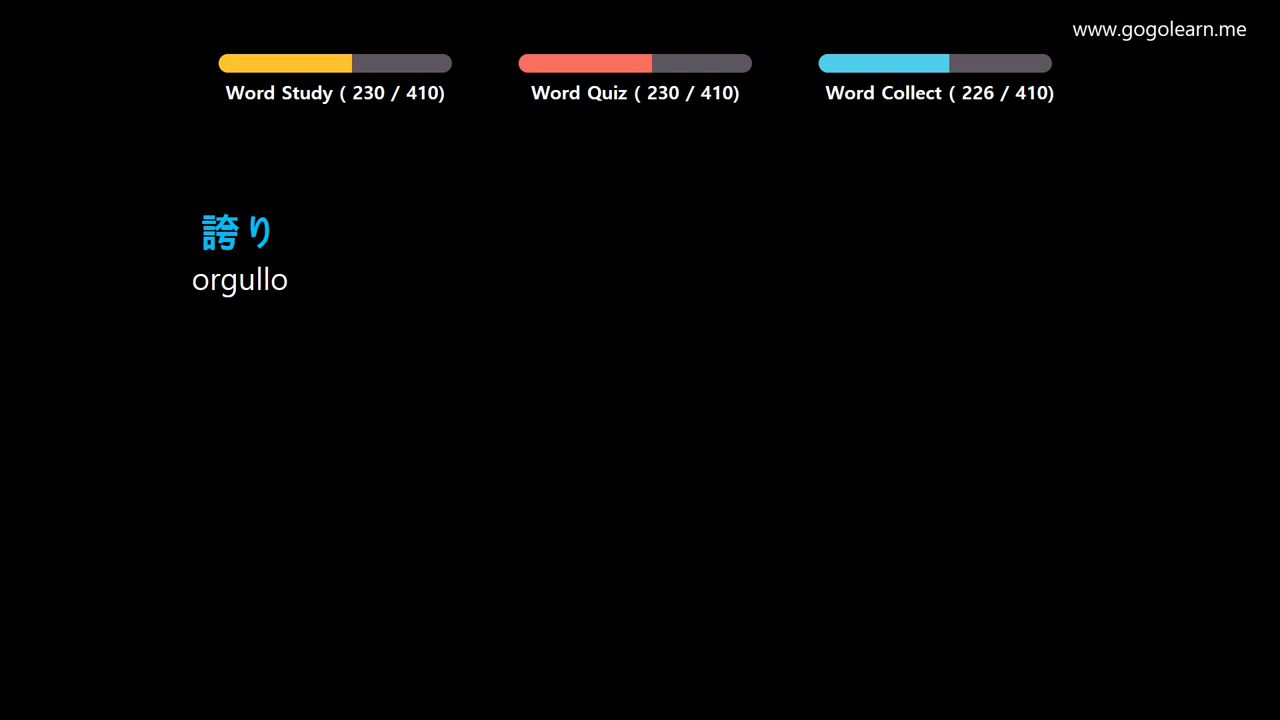 www.gogolearn.me
Word Study ( 230 / 410)
Word Quiz ( 230 / 410)
Word Collect ( 226 / 410)
誇り
orgullo